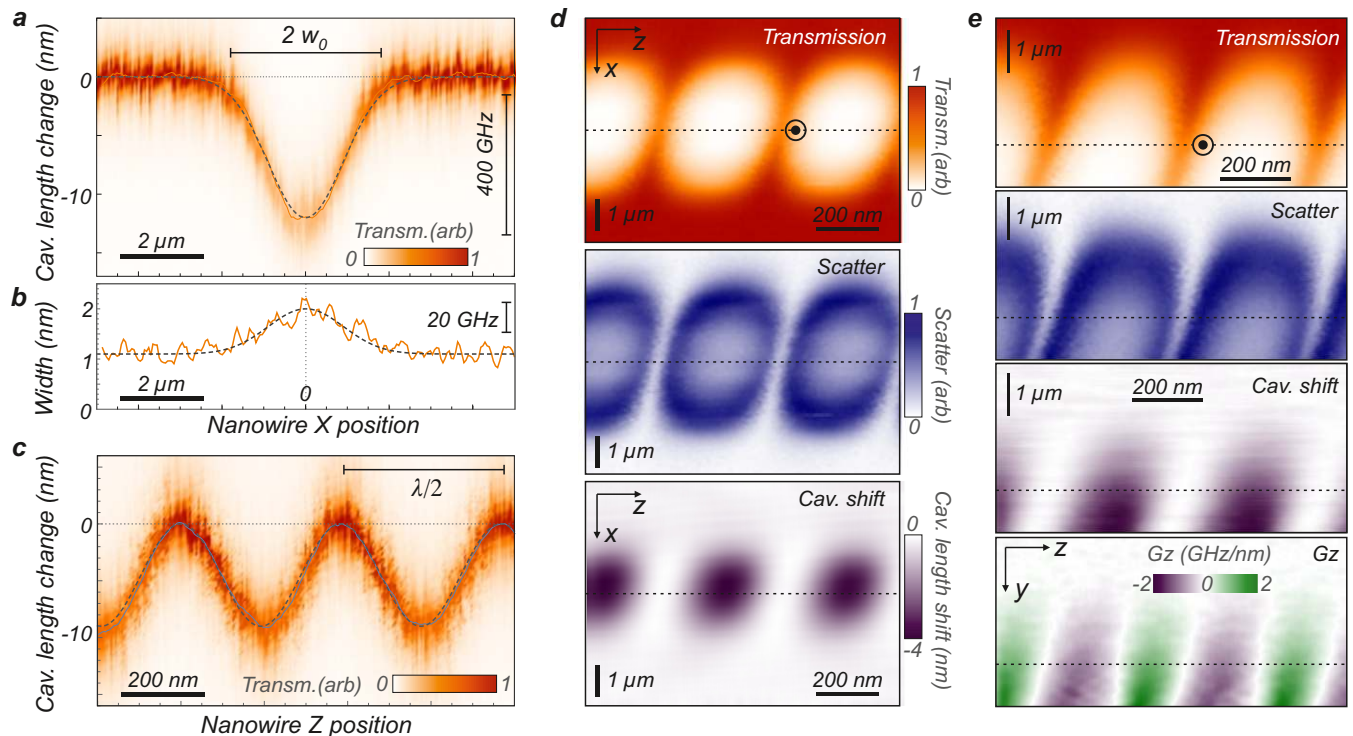 a
Cav. length change (nm)
0
-10
2 w0
400 GHz
2 µm
Transm.(arb)
0
1
b
Width (nm)
2
1
0
20 GHz
2 µm
0
Nanowire X position
c
Cav. length change (nm)
0
-10
λ/2
200 nm
Transm.(arb)
0
1
Nanowire Z position
d
z
x
Transmission
1 µm
200 nm
1
Transm.(arb)
0
Scatter
1 µm
1
Scatter (arb)
0
z
x
Cav. shift
1 µm
200 nm
0
Cav. length shift (nm)
-4
e
1 µm
Transmission
200 nm
1 µm
Scatter
1 µm
200 nm
Cav. shift
z
y
Gz (GHz/nm)
Gz
-2
0
2